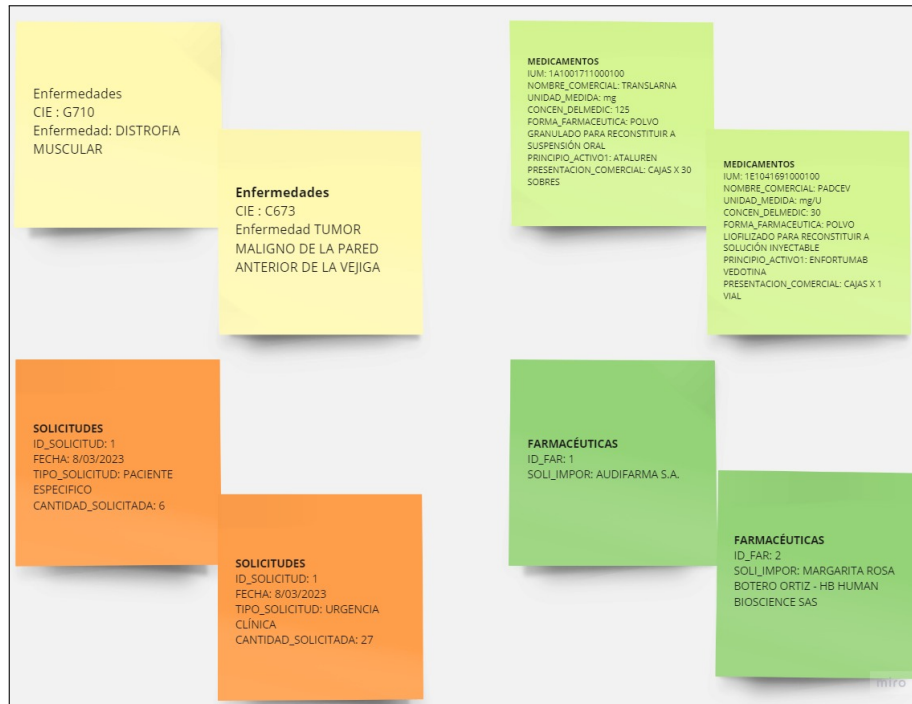 Enfermedades
CIE : G710
Enfermedad: DISTROFIA
MUSCULAR
Enfermedades
CIE : C673
Enfermedad TUMOR
MALIGNO DE LA PARED
ANTERIOR DE LA VEJIGA
MEDICAMENTOS
IUM: 1A1001711000100
NOMBRE_COMERCIAL: TRANSLARNA
UNIDAD_MEDIDA: mg
CONCEN_DELMEDIC: 125
FORMA_FARMACEUTICA: POLVO
GRANULADO PARA RECONSTITUIR A
SUSPENSIÓN ORAL
PRINCIPIO_ACTIVO1: ATALUREN
PRESENTACION_COMERCIAL: CAJAS X 30
SOBRES
MEDICAMENTOS
IUM: 1E1041691000100
NOMBRE_COMERCIAL: PADCEV
UNIDAD_MEDIDA: mg/U
CONCEN_DELMEDIC: 30
FORMA_FARMACEUTICA: POLVO
LIOFILIZADO PARA RECONSTITUIR A
SOLUCIÓN INYECTABLE
PRINCIPIO_ACTIVO1: ENFORTUMAB
VEDOTINA
PRESENTACION_COMERCIAL: CAJAS X 1
VIAL
SOLICITUDES
ID_SOLICITUD: 1
FECHA: 8/03/2023
TIPO_SOLICITUD: PACIENTE
ESPECIFICO
CANTIDAD_SOLICITADA: 6
SOLICITUDES
ID_SOLICITUD: 1
FECHA: 8/03/2023
TIPO_SOLICITUD: URGENCIA
CLÍNICA
CANTIDAD_SOLICITADA: 27
FARMACÉUTICAS
ID_FAR: 1
SOLI_IMPOR: AUDIFARMA S.A.
FARMACÉUTICAS
ID_FAR: 2
SOLI_IMPOR: MARGARITA ROSA
BOTERO ORTIZ - HB HUMAN
BIOSCIENCE SAS
miro